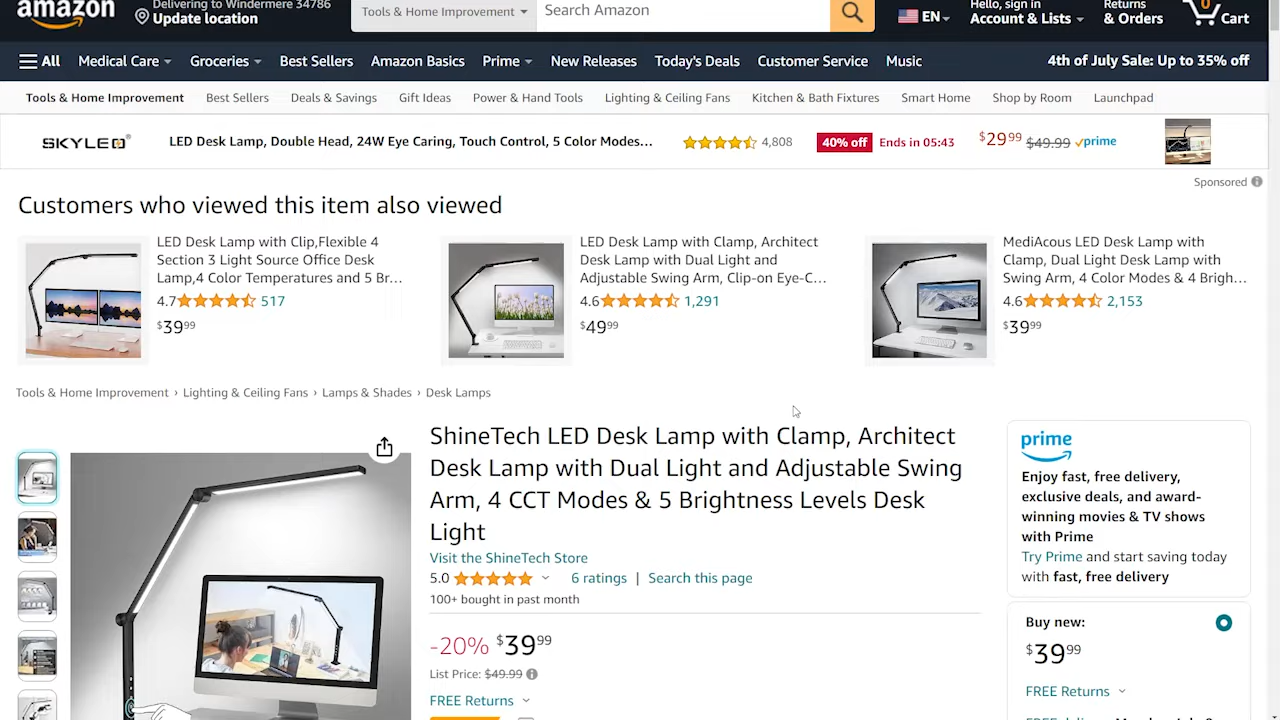 amazon
Delivering to Windermere 34786
Update location
Tools & Home Improvement
Search Amazon
EN
Hello, sign in
Account & Lists
Returns
& Orders
0
Cart
All
Medical Care
Groceries
Best Sellers
Amazon Basics
Prime
New Releases
Today's Deals
Customer Service
Music
4th of July Sale: Up to 35% off
Tools & Home Improvement
Best Sellers
Deals & Savings
Gift Ideas
Power & Hand Tools
Lighting & Ceiling Fans
Kitchen & Bath Fixtures
Smart Home
Shop by Room
Launchpad
SKYLEO®
LED Desk Lamp, Double Head, 24W Eye Caring, Touch Control, 5 Color Modes...
4,808
40% off
Ends in 05:43
$29.99 $49.99 prime
Sponsored
Customers who viewed this item also viewed
LED Desk Lamp with Clip,Flexible 4
Section 3 Light Source Office Desk
Lamp,4 Color Temperatures and 5 Br...
4.7 517
$39.99
LED Desk Lamp with Clamp, Architect
Desk Lamp with Dual Light and
Adjustable Swing Arm, Clip-on Eye-C...
4.6 1,291
$49.99
MediAcous LED Desk Lamp with
Clamp, Dual Light Desk Lamp with
Swing Arm, 4 Color Modes & 4 Bright...
4.6 2,153
$39.99
Tools & Home Improvement › Lighting & Ceiling Fans › Lamps & Shades › Desk Lamps
ShineTech LED Desk Lamp with Clamp, Architect
Desk Lamp with Dual Light and Adjustable Swing
Arm, 4 CCT Modes & 5 Brightness Levels Desk
Light
Visit the ShineTech Store
5.0 6 ratings | Search this page
100+ bought in past month
-20% $39.99
List Price: $49.99
FREE Returns
prime
Enjoy fast, free delivery,
exclusive deals, and award-
winning movies & TV shows
with Prime
Try Prime and start saving today
with fast, free delivery
Buy new:
$39.99
FREE Returns